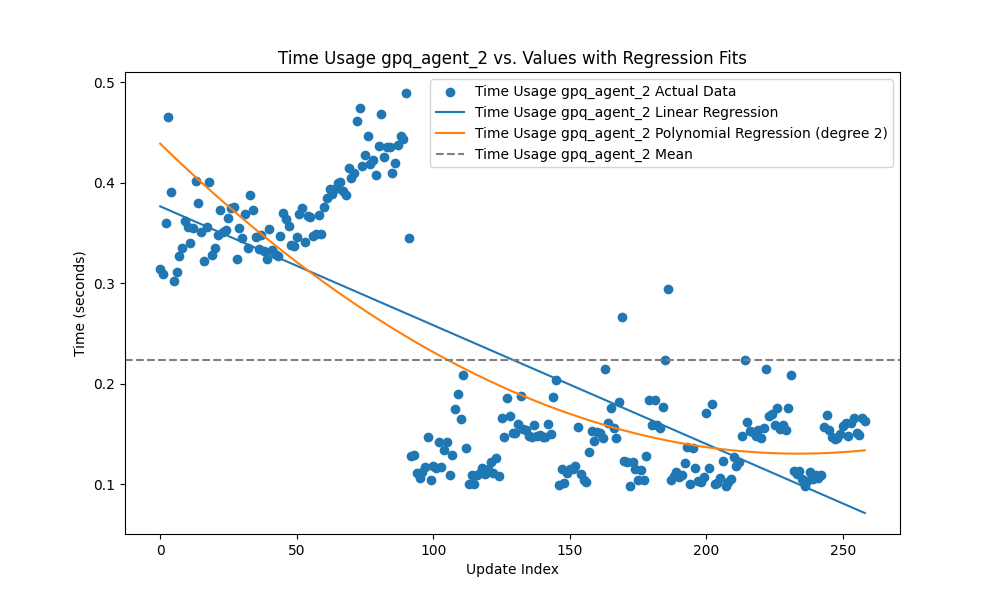 Time Usage gpq_agent_2 vs. Values with Regression Fits
Time Usage gpq_agent_2 Actual Data
Time Usage gpq_agent_2 Linear Regression
Time Usage gpq_agent_2 Polynomial Regression (degree 2)
Time Usage gpq_agent_2 Mean
0.5
0.4
0.3
0.2
0.1
Time (seconds)
0 50 100 150 200 250
Update Index